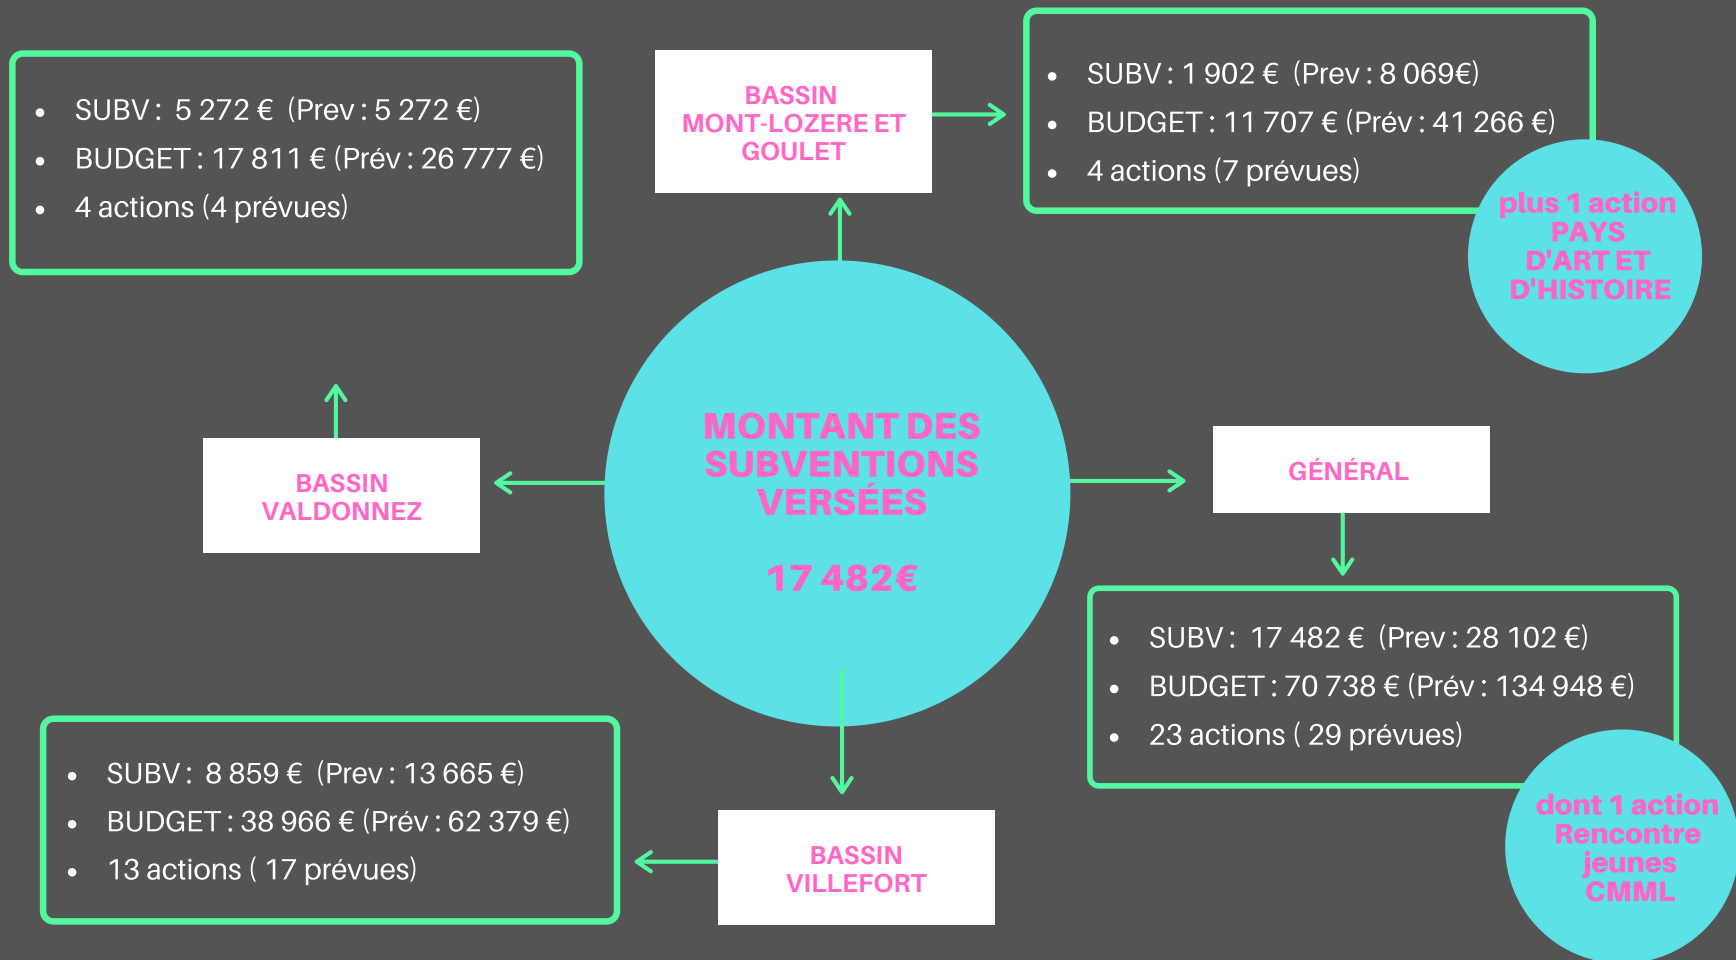 SUBV : 5 272 € (Prev : 5 272 €)
BUDGET : 17 811 € (Prév : 26 777 €)
4 actions (4 prévues)
BASSIN
MONT-LOZERE ET
GOULET
SUBV : 1 902 € (Prev : 8 069€)
BUDGET : 11 707 € (Prév : 41 266 €)
4 actions (7 prévues)
plus 1 action
PAYS
D'ART ET
D'HISTOIRE
BASSIN
VALDONNEZ
MONTANT DES
SUBVENTIONS
VERSÉES
17 482€
GÉNÉRAL
SUBV : 17 482 € (Prev : 28 102 €)
BUDGET : 70 738 € (Prév : 134 948 €)
23 actions ( 29 prévues)
dont 1 action
Rencontre
jeunes
CMML
SUBV : 8 859 € (Prev : 13 665 €)
BUDGET : 38 966 € (Prév : 62 379 €)
13 actions ( 17 prévues)
BASSIN
VILLEFORT